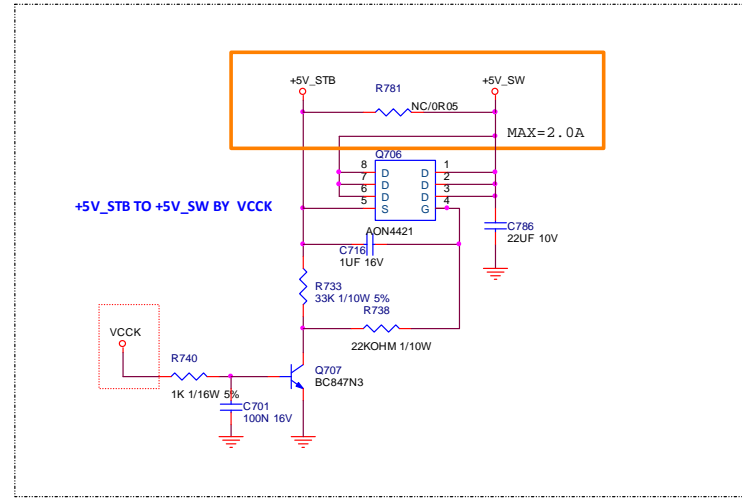 +5V_STB
+5V_SW
R781
NC/0R05
MAX=2.0A
Q706
8 D D 1
7 D D 2
6 D D 3
5 S G 4
AON4421
+5V_STB TO +5V_SW BY VCCK
C786
22UF 10V
C716
1UF 16V
R733
33K 1/10W 5%
R738
22KOHM 1/10W
VCCK
R740
1K 1/16W 5%
Q707
BC847N3
C701
100N 16V